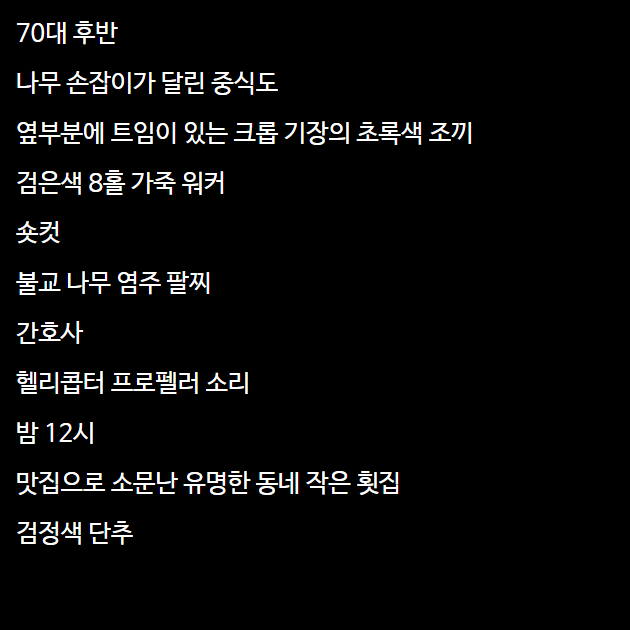 70대 후반
나무 손잡이가 달린 중식도
옆부분에 트임이 있는 크롭 기장의 초록색 조끼
검은색 8홀 가죽 워커
숏컷
불교 나무 염주 팔찌
간호사
헬리콥터 프로펠러 소리
밤 12시
맛집으로 소문난 유명한 동네 작은 횟집
검정색 단추